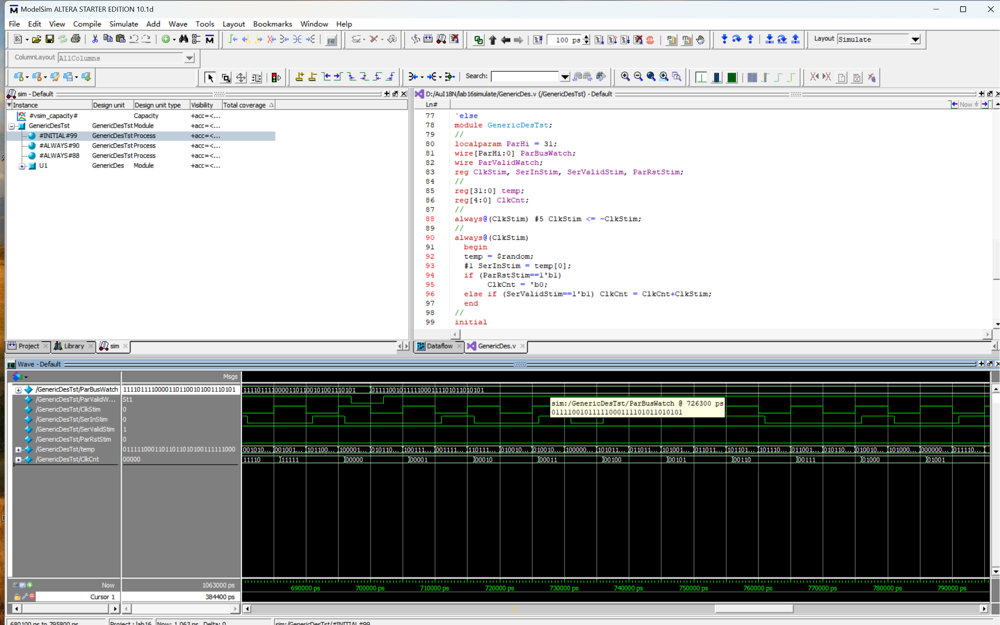 ModelSim ALTERA STARTER EDITION 10.1d
File Edit View Compile Simulate Add Wave Tools Layout Bookmarks Window Help
100 ps
Layout Simulate
ColumnLayout AllColumns
Search:
sim - Default
Instance Design unit Design unit type Visibility Total coverage
#vsim_capacity# Capacity +acc=<...
GenericDesTst GenericDesTst Module +acc=<...
#INITIAL#99 GenericDesTst Process +acc=<...
#ALWAYS#90 GenericDesTst Process +acc=<...
#ALWAYS#88 GenericDesTst Process +acc=<...
U1 GenericDes Module +acc=<...
Project Library sim
D:/AuI18N/lab16simulate/GenericDes.v (/GenericDesTst) - Default
Ln# Now
77 `else
78 module GenericDesTst;
79 //
80 localparam ParHi = 31;
81 wire[ParHi:0] ParBusWatch;
82 wire ParValidWatch;
83 reg ClkStim, SerInStim, SerValidStim, ParRstStim;
84 //
85 reg[31:0] temp;
86 reg[4:0] ClkCnt;
87 //
88 always@(ClkStim) #5 ClkStim <= ~ClkStim;
89 //
90 always@(ClkStim)
91 begin
92 temp = $random;
93 #1 SerInStim = temp[0];
94 if (ParRstStim==1'b1)
95 ClkCnt = 'b0;
96 else if (SerValidStim==1'b1) ClkCnt = ClkCnt+ClkStim;
97 end
98 //
99 initial
Dataflow GenericDes.v
Wave - Default
Msgs
/GenericDesTst/ParBusWatch 11110111100001101100101001110101 11110111100001101100101001110101 01111001011111000111101011010101
/GenericDesTst/ParValidW... St1
/GenericDesTst/ClkStim 0
/GenericDesTst/SerInStim 0
/GenericDesTst/SerValidStim 1
/GenericDesTst/ParRstStim 0
/GenericDesTst/temp 01111100011011011010100111111000 001010... 001001... 101100... 100001... 010110... 100111... 001111... 110111... 010010... 010010... 100000... 101011... 011011... 101001... 011011... 101101... 101110... 011001... 010110... 010010... 101000... 000000... 011110...
/GenericDesTst/ClkCnt 00000 11110 11111 00000 00001 00010 00011 00100 00101 00110 00111 01000 01001
sim:/GenericDesTst/ParBusWatch @ 726300 ps
01111001011111000111101011010101
Now 1063000 ps
690000 ps 700000 ps 710000 ps 720000 ps 730000 ps 740000 ps 750000 ps 760000 ps 770000 ps 780000 ps 790000 ps
Cursor 1 384400 ps
680100 ps to 795800 ps Project : lab16 Now: 1,063 ns Delta: 0 sim:/GenericDesTst/#INITIAL#99